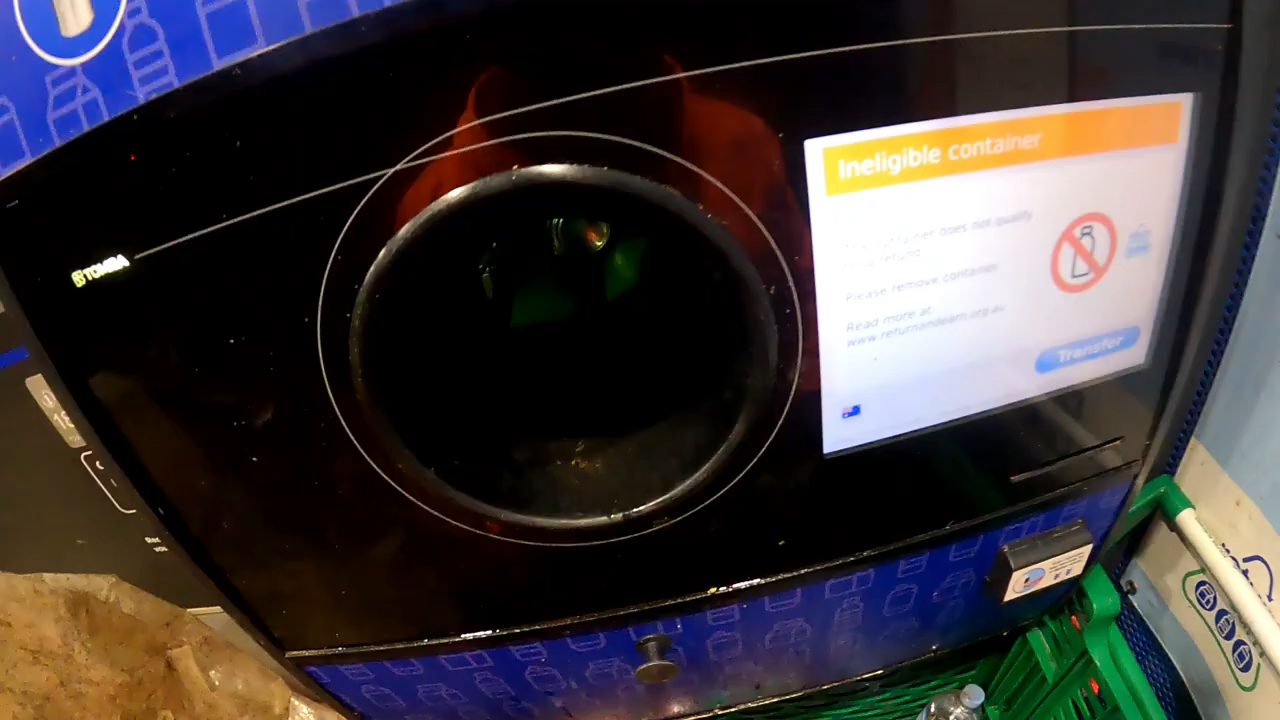 TOMRA
Ineligible container
This container does not qualify
for a refund.
Please remove container.
Read more at
www.returnandearn.org.au
Transfer